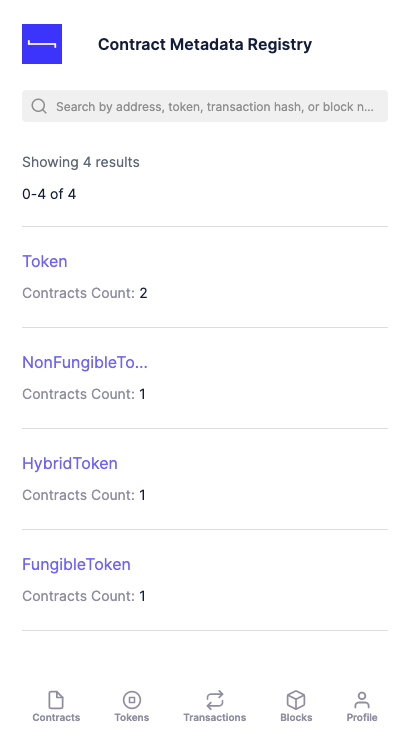 Contract Metadata Registry
Search by address, token, transaction hash, or block n...
Showing 4 results
0-4 of 4
Token
Contracts Count: 2
NonFungibleTo...
Contracts Count: 1
HybridToken
Contracts Count: 1
FungibleToken
Contracts Count: 1
Contracts Tokens Transactions Blocks Profile